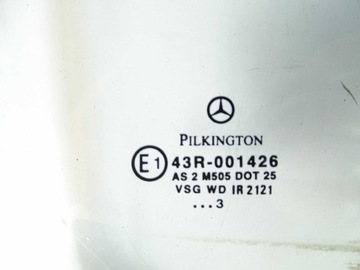 PILKINGTON
E1 43R-001426
AS 2 M505 DOT 25
VSG WD IR 2121
...3